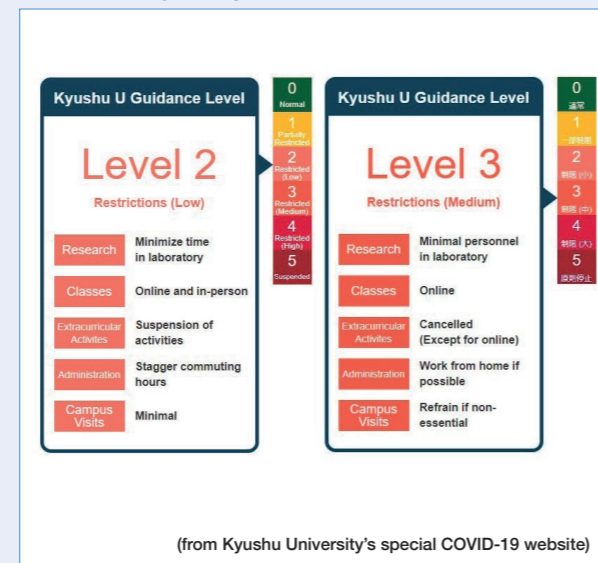 Kyushu U Guidance Level
Level 2
Restrictions (Low)
Research
Minimize time
in laboratory
Classes
Online and in-person
Extracurricular
Activites
Suspension of
activities
Administration
Stagger commuting
hours
Campus
Visits
Minimal
0
Normal
1
Partially
Restricted
2
Restricted
(Low)
3
Restricted
(Medium)
4
Restricted
(High)
5
Suspended
Kyushu U Guidance Level
Level 3
Restrictions (Medium)
Research
Minimal personnel
in laboratory
Classes
Online
Extracurricular
Activites
Cancelled
(Except for online)
Administration
Work from home if
possible
Campus
Visits
Refrain if non-
essential
0
通常
1
一部制限
2
制限 (小)
3
制限 (中)
4
制限 (大)
5
原則停止
(from Kyushu University's special COVID-19 website)